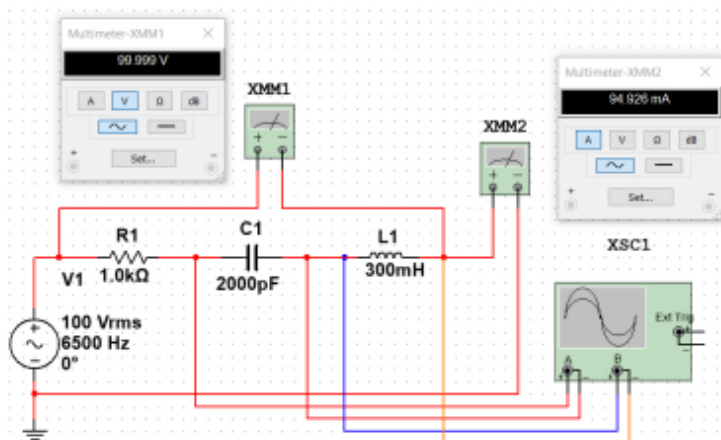 Multimeter-XMM1
99.999 V
A V Ω dB
Set...
+ -
XMM1
+ -
XMM2
+ -
Multimeter-XMM2
94.926 mA
A V Ω dB
Set...
+ -
R1
1.0kΩ
C1
2000pF
L1
300mH
V1
100 Vrms
6500 Hz
0°
XSC1
Ext Trig
+
-
A B
+ - + -